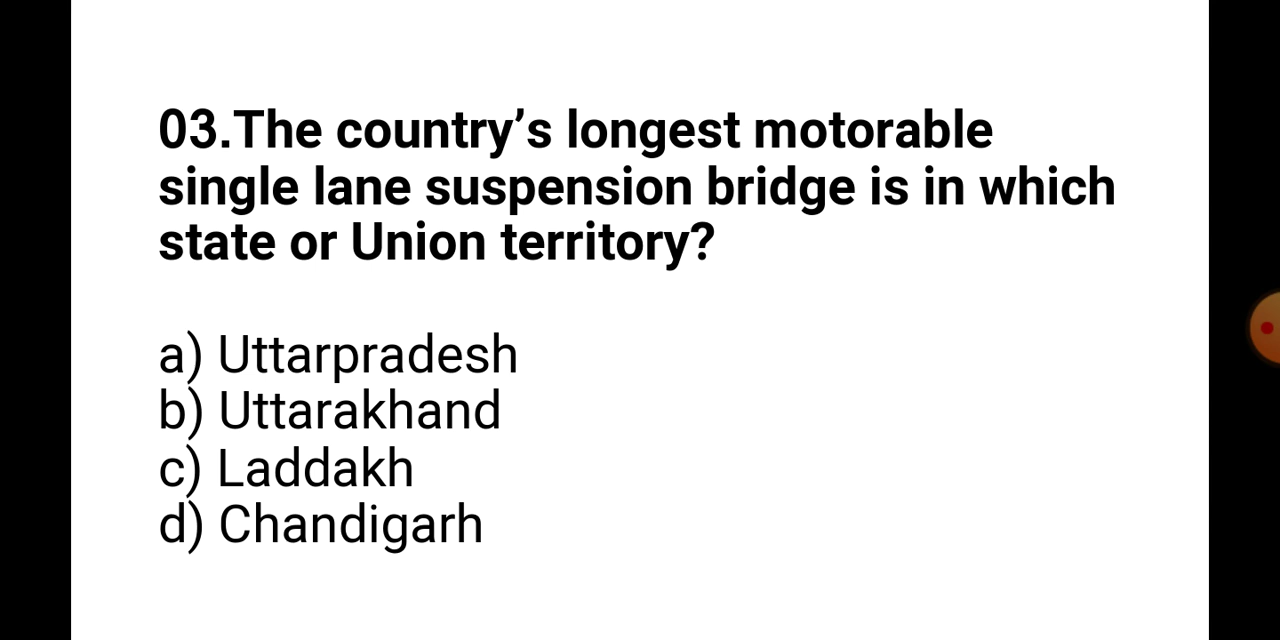 03.The country’s longest motorable
single lane suspension bridge is in which
state or Union territory?
a) Uttarpradesh
b) Uttarakhand
c) Laddakh
d) Chandigarh